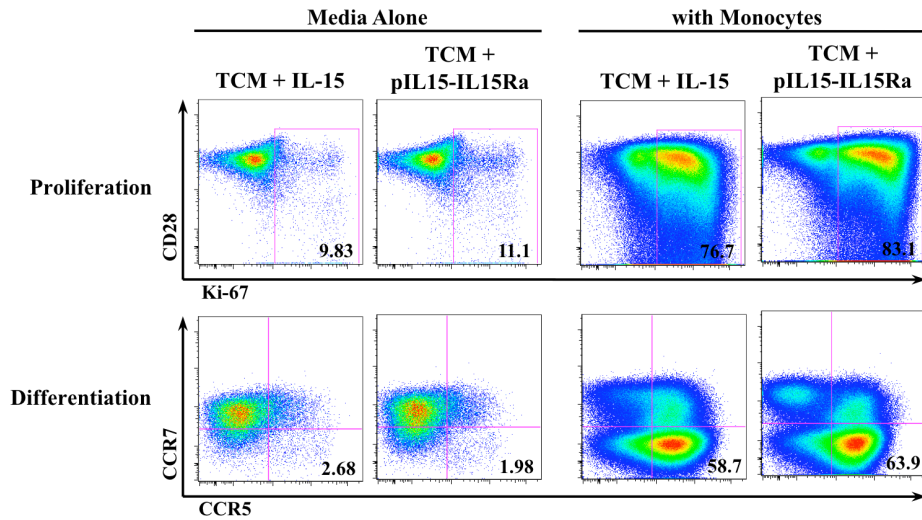 Media Alone
with Monocytes
TCM + IL-15
TCM +
pIL15-IL15Ra
TCM + IL-15
TCM +
pIL15-IL15Ra
Proliferation
CD28
9.83
11.1
76.7
83.1
Ki-67
Differentiation
CCR7
2.68
1.98
58.7
63.9
CCR5